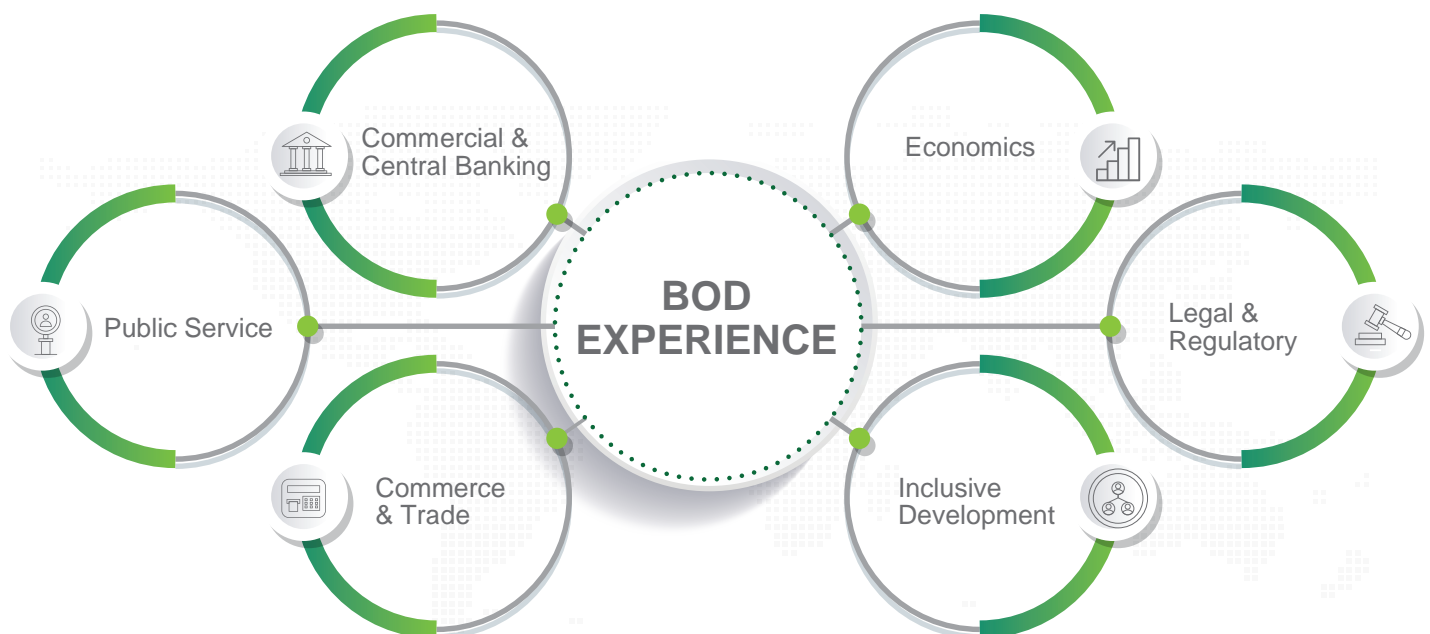 Commercial &
Central Banking
Economics
Public Service
BOD
EXPERIENCE
Legal &
Regulatory
Commerce
& Trade
Inclusive
Development